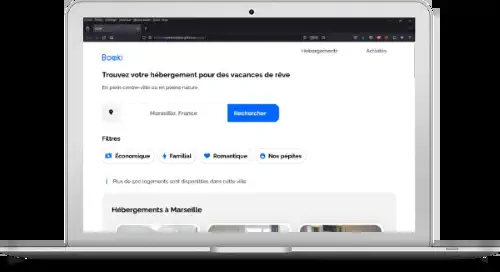 Booki
Hébergements
Activités
Trouvez votre hébergement pour des vacances de rêve
En plein centre-ville ou en pleine nature
Marseille, France
Rechercher
Filtres
Économique
Familial
Romantique
Nos pépites
Plus de 500 logements sont disponibles dans cette ville
Hébergements à Marseille